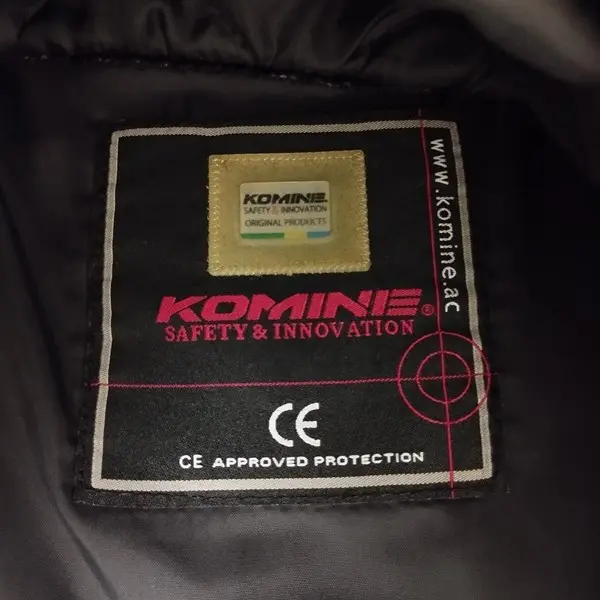 KOMINE.
SAFETY & INNOVATION
ORIGINAL PRODUCTS
www.komine.ac
KOMINE®
SAFETY & INNOVATION
CE
CE APPROVED PROTECTION